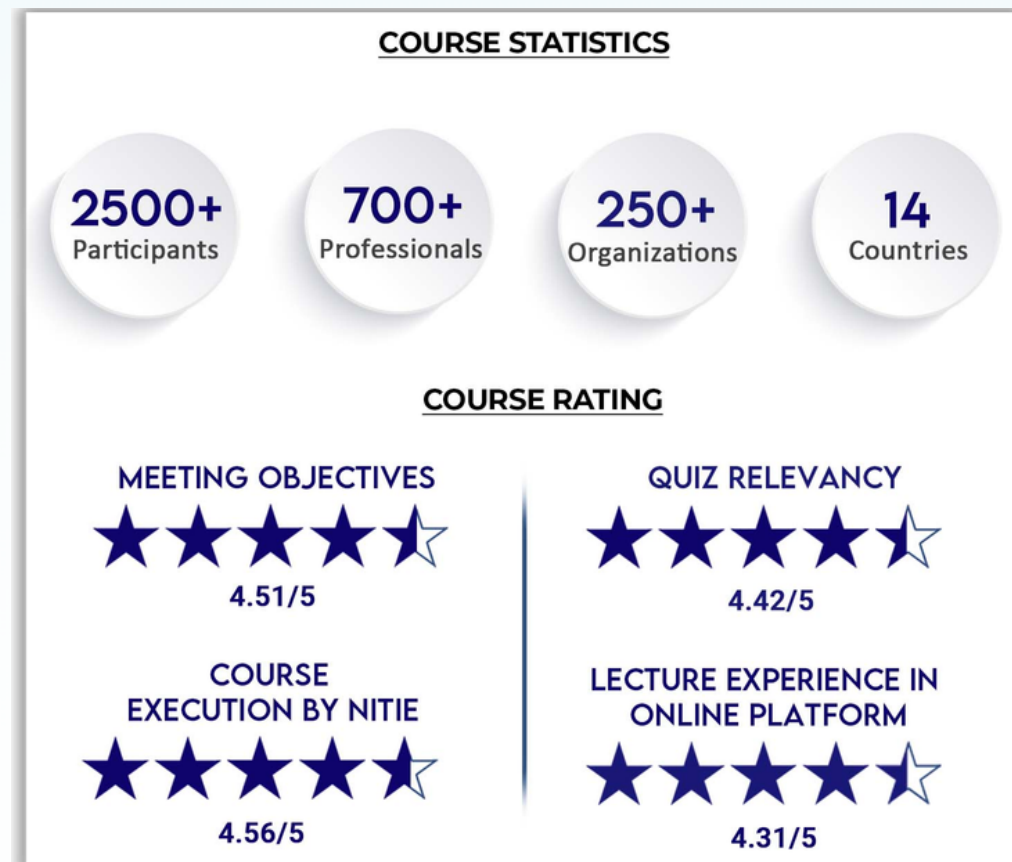 COURSE STATISTICS
2500+
Participants
700+
Professionals
250+
Organizations
14
Countries
COURSE RATING
MEETING OBJECTIVES
4.51/5
QUIZ RELEVANCY
4.42/5
COURSE
EXECUTION BY NITIE
4.56/5
LECTURE EXPERIENCE IN
ONLINE PLATFORM
4.31/5